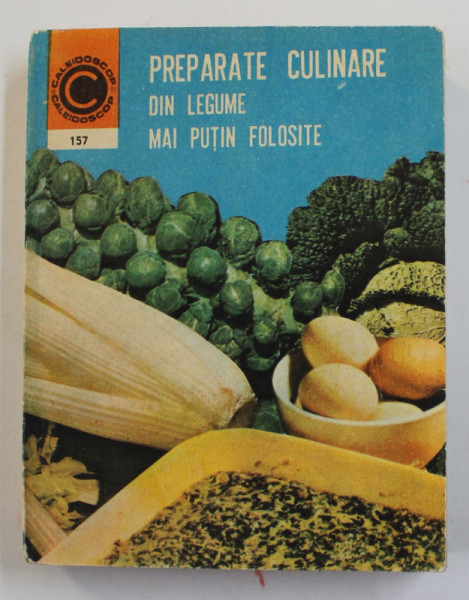 CALEIDOSCOP
CALEIDOSCOP
C
157
PREPARATE CULINARE
DIN LEGUME
MAI PUȚIN FOLOSITE